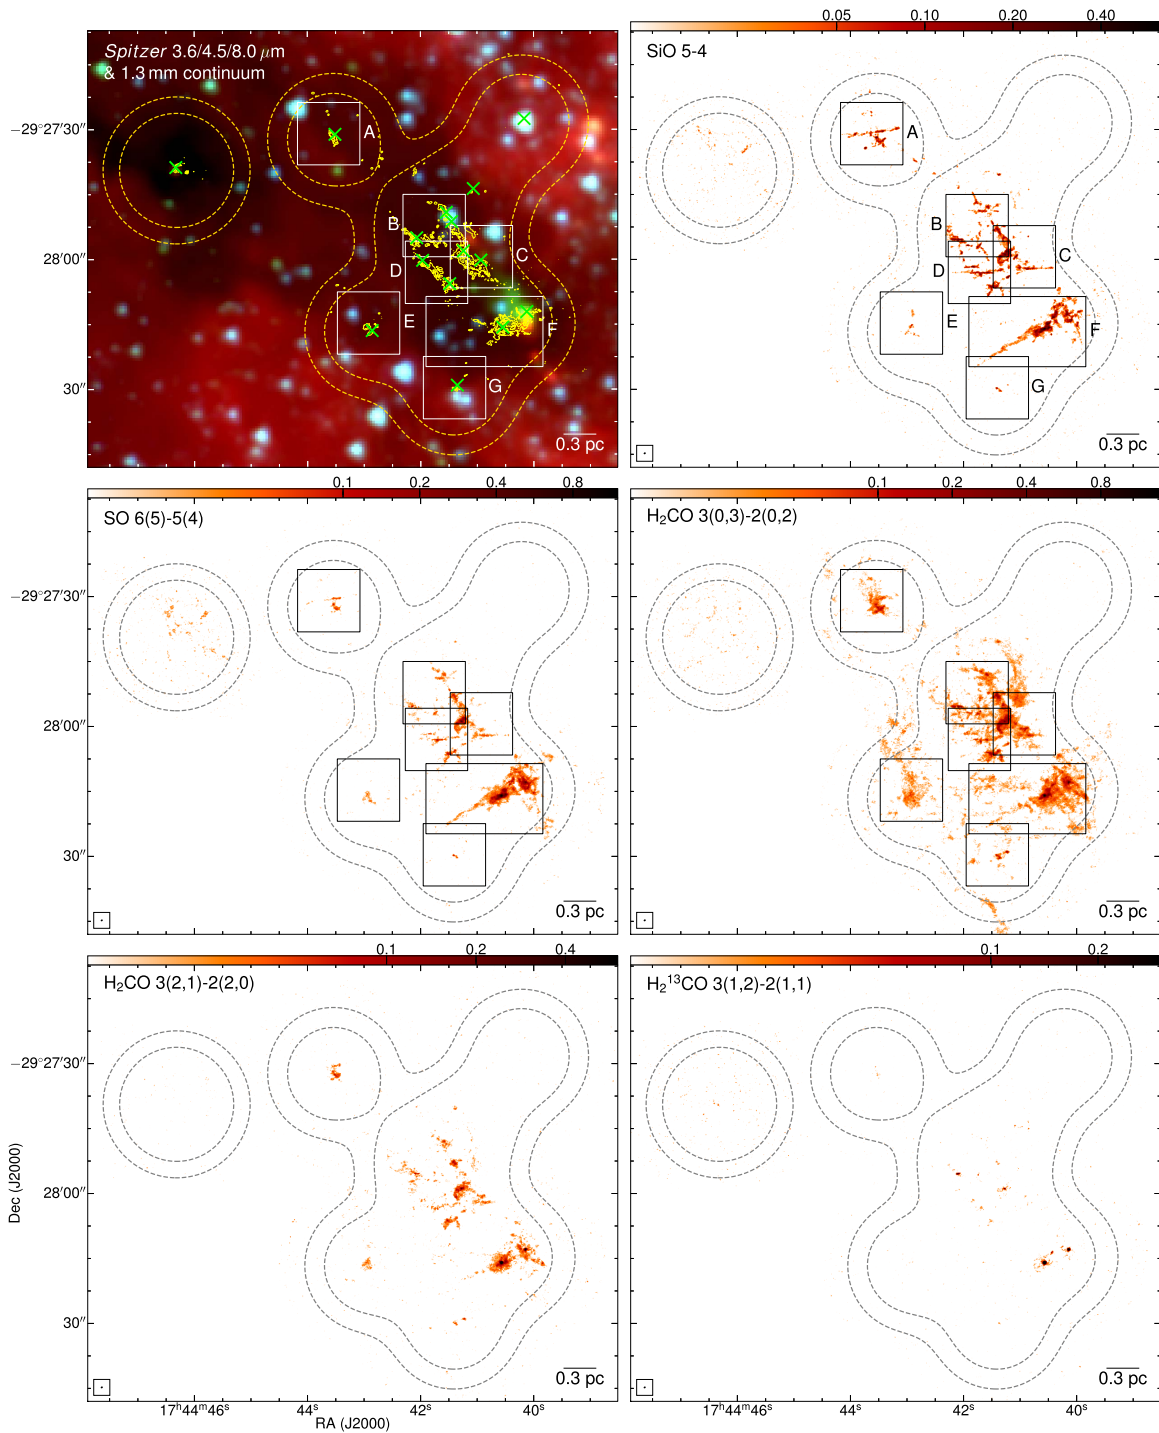 0.05 0.10 0.20 0.40
Spitzer 3.6/4.5/8.0 μm
& 1.3 mm continuum
SiO 5-4
−29°27′30″
28′00″
30″
A
B
C
D
E
F
G
0.3 pc
A
B
C
D
E
F
G
0.3 pc
0.1 0.2 0.4 0.8
0.1 0.2 0.4 0.8
SO 6(5)-5(4)
H₂CO 3(0,3)-2(0,2)
−29°27′30″
28′00″
30″
0.3 pc
0.3 pc
0.1 0.2 0.4
0.1 0.2
H₂CO 3(2,1)-2(2,0)
H₂¹³CO 3(1,2)-2(1,1)
−29°27′30″
28′00″
30″
Dec (J2000)
0.3 pc
0.3 pc
17ʰ44ᵐ46ˢ 44ˢ 42ˢ 40ˢ
RA (J2000)
17ʰ44ᵐ46ˢ 44ˢ 42ˢ 40ˢ